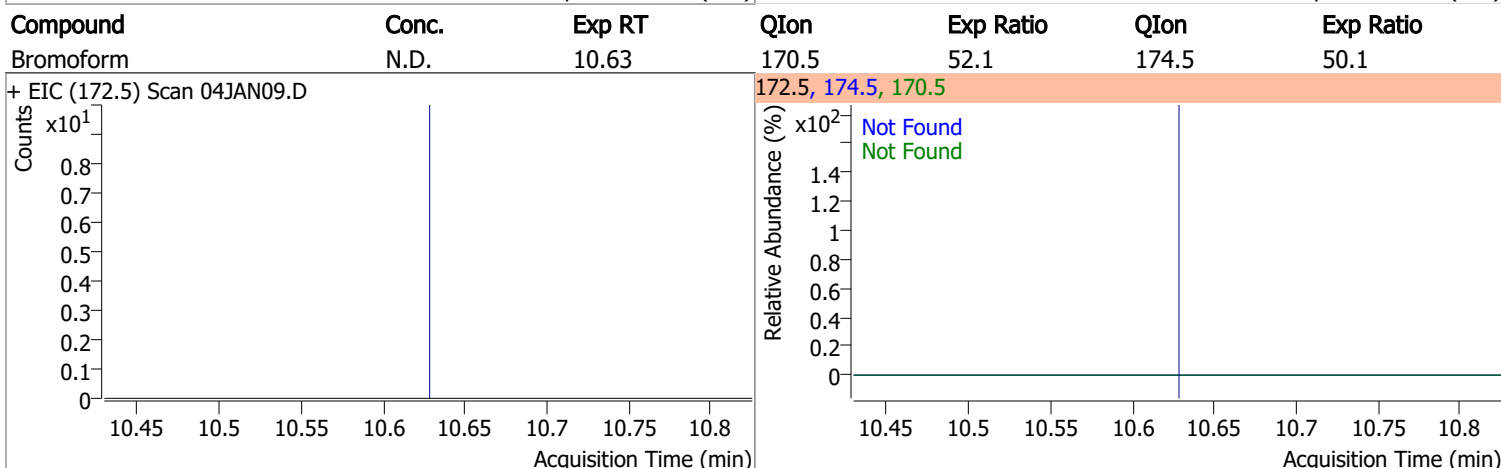 Compound Conc. Exp RT QIon Exp Ratio QIon Exp Ratio
Bromoform N.D. 10.63 170.5 52.1 174.5 50.1
+ EIC (172.5) Scan 04JAN09.D
Counts
x10¹
0.8
0.7
0.6
0.5
0.4
0.3
0.2
0.1
0
10.45 10.5 10.55 10.6 10.65 10.7 10.75 10.8
Acquisition Time (min)
172.5, 174.5, 170.5
Relative Abundance (%)
x10²
Not Found
Not Found
1.4
1.2
1
0.8
0.6
0.4
0.2
0
10.45 10.5 10.55 10.6 10.65 10.7 10.75 10.8
Acquisition Time (min)